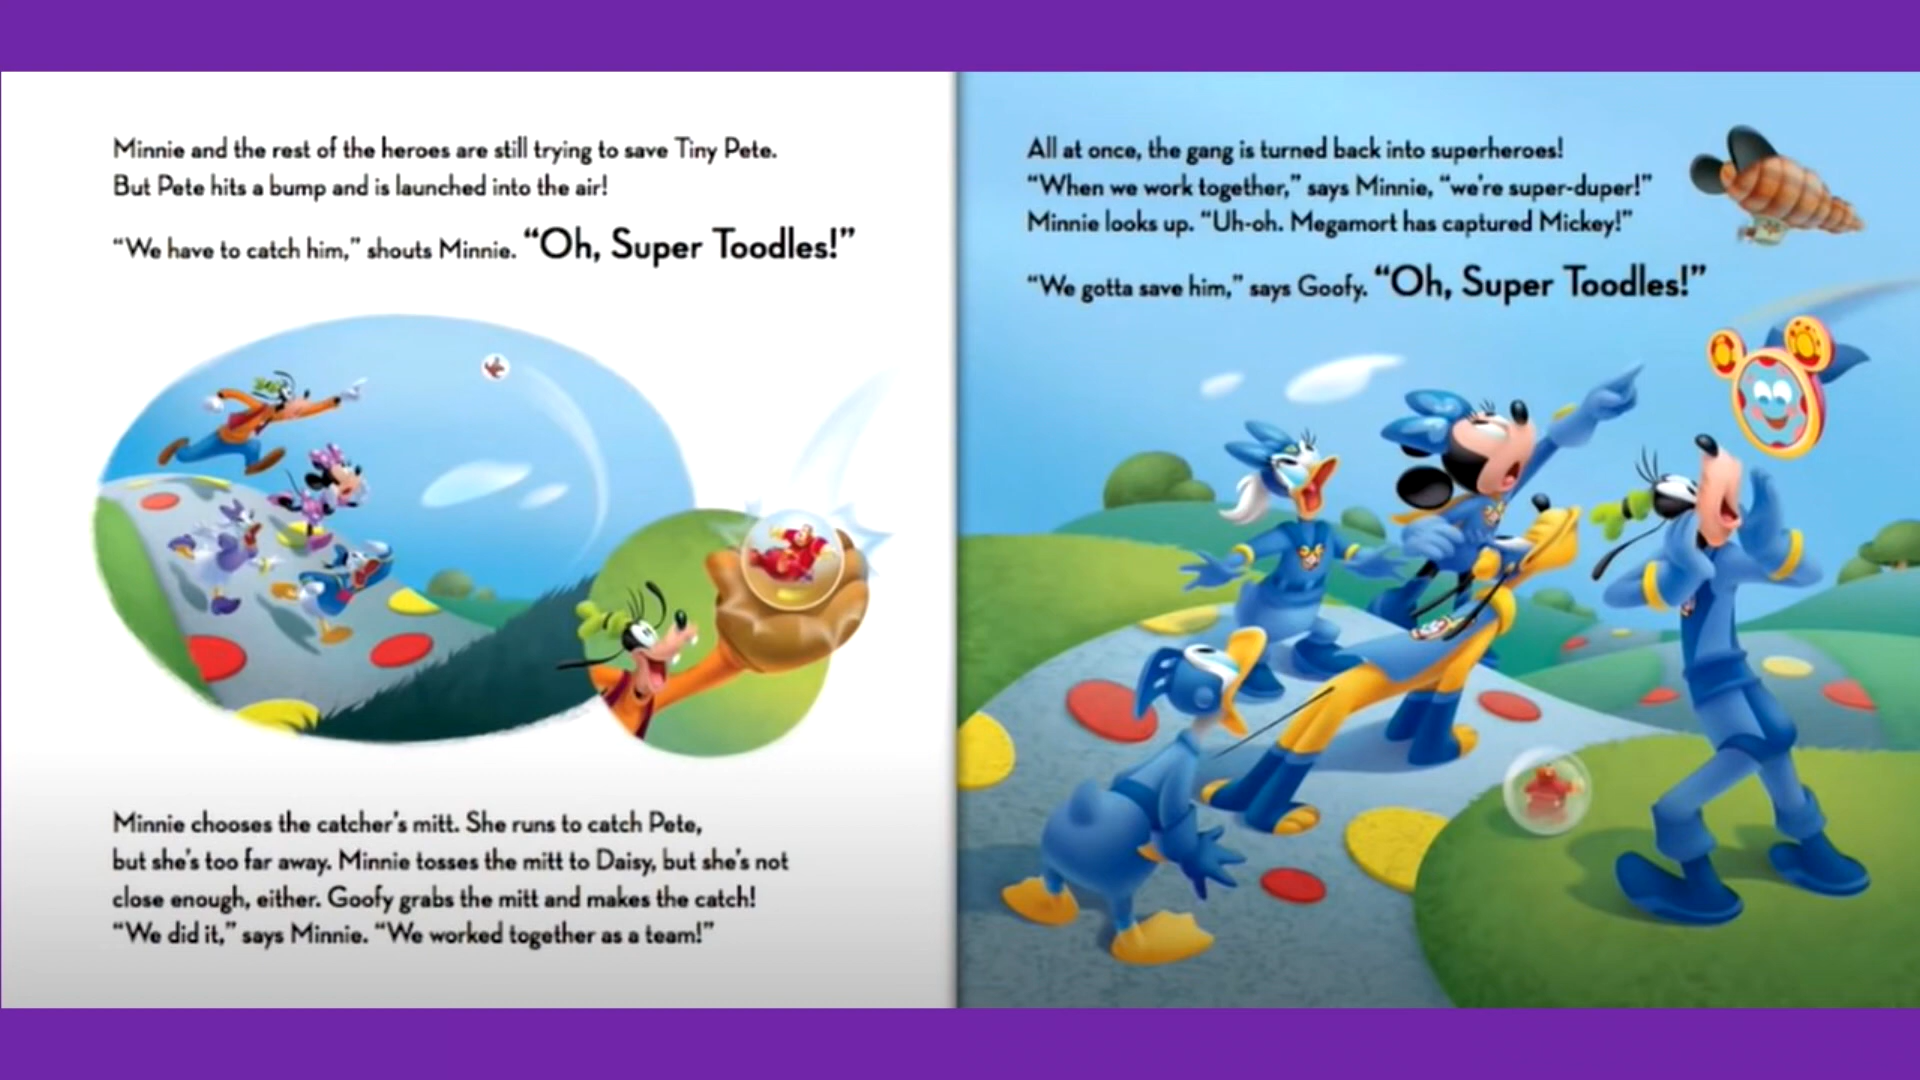 Minnie and the rest of the heroes are still trying to save Tiny Pete.
But Pete hits a bump and is launched into the air!
“We have to catch him,” shouts Minnie. “Oh, Super Toodles!”
Minnie chooses the catcher’s mitt. She runs to catch Pete,
but she’s too far away. Minnie tosses the mitt to Daisy, but she’s not
close enough, either. Goofy grabs the mitt and makes the catch!
“We did it,” says Minnie. “We worked together as a team!”
All at once, the gang is turned back into superheroes!
“When we work together,” says Minnie, “we’re super-duper!”
Minnie looks up. “Uh-oh. Megamort has captured Mickey!”
“We gotta save him,” says Goofy. “Oh, Super Toodles!”